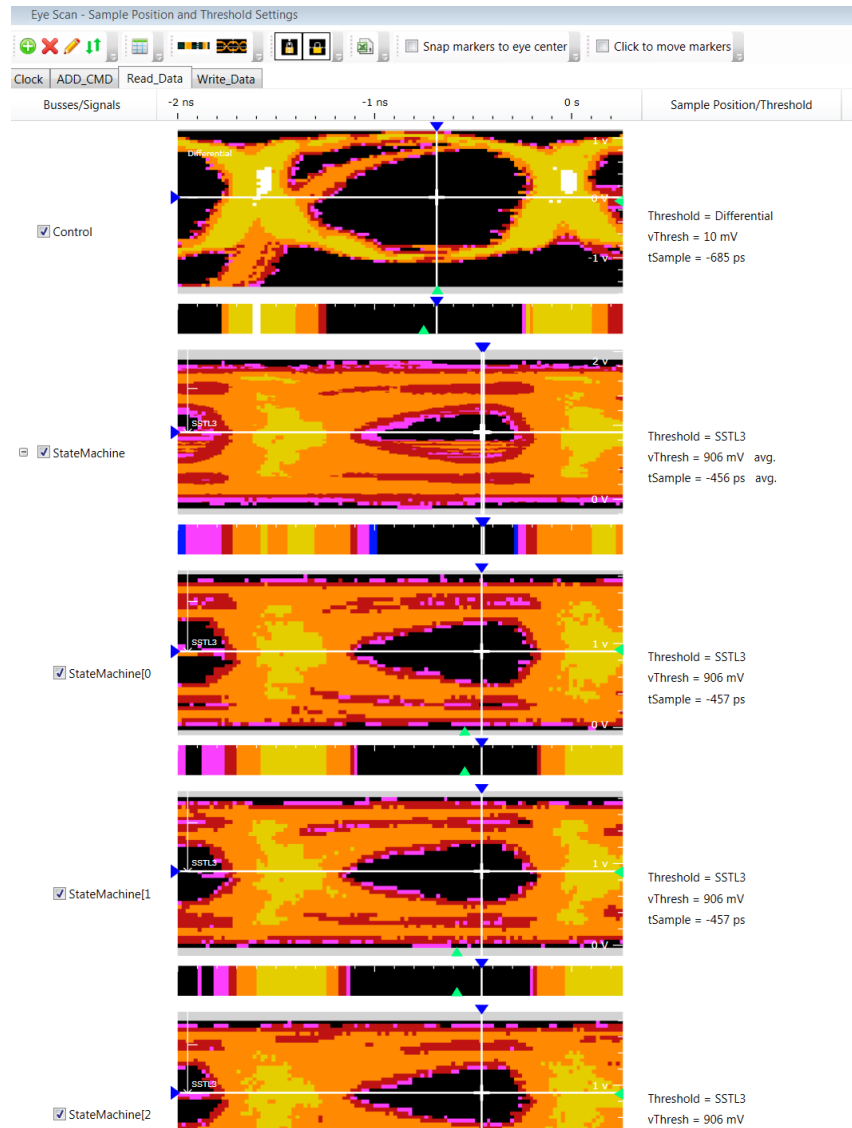 Eye Scan - Sample Position and Threshold Settings
Snap markers to eye center
Click to move markers
Clock ADD_CMD Read_Data Write_Data
Busses/Signals -2 ns -1 ns 0 s Sample Position/Threshold
Differential
1 V
0 V
-1 V
Control
Threshold = Differential
vThresh = 10 mV
tSample = -685 ps
2 V
SSTL3
0 V
StateMachine
Threshold = SSTL3
vThresh = 906 mV avg.
tSample = -456 ps avg.
SSTL3
1 V
0 V
StateMachine[0
Threshold = SSTL3
vThresh = 906 mV
tSample = -457 ps
SSTL3
1 V
0 V
StateMachine[1
Threshold = SSTL3
vThresh = 906 mV
tSample = -457 ps
SSTL3
1 V
StateMachine[2
Threshold = SSTL3
vThresh = 906 mV